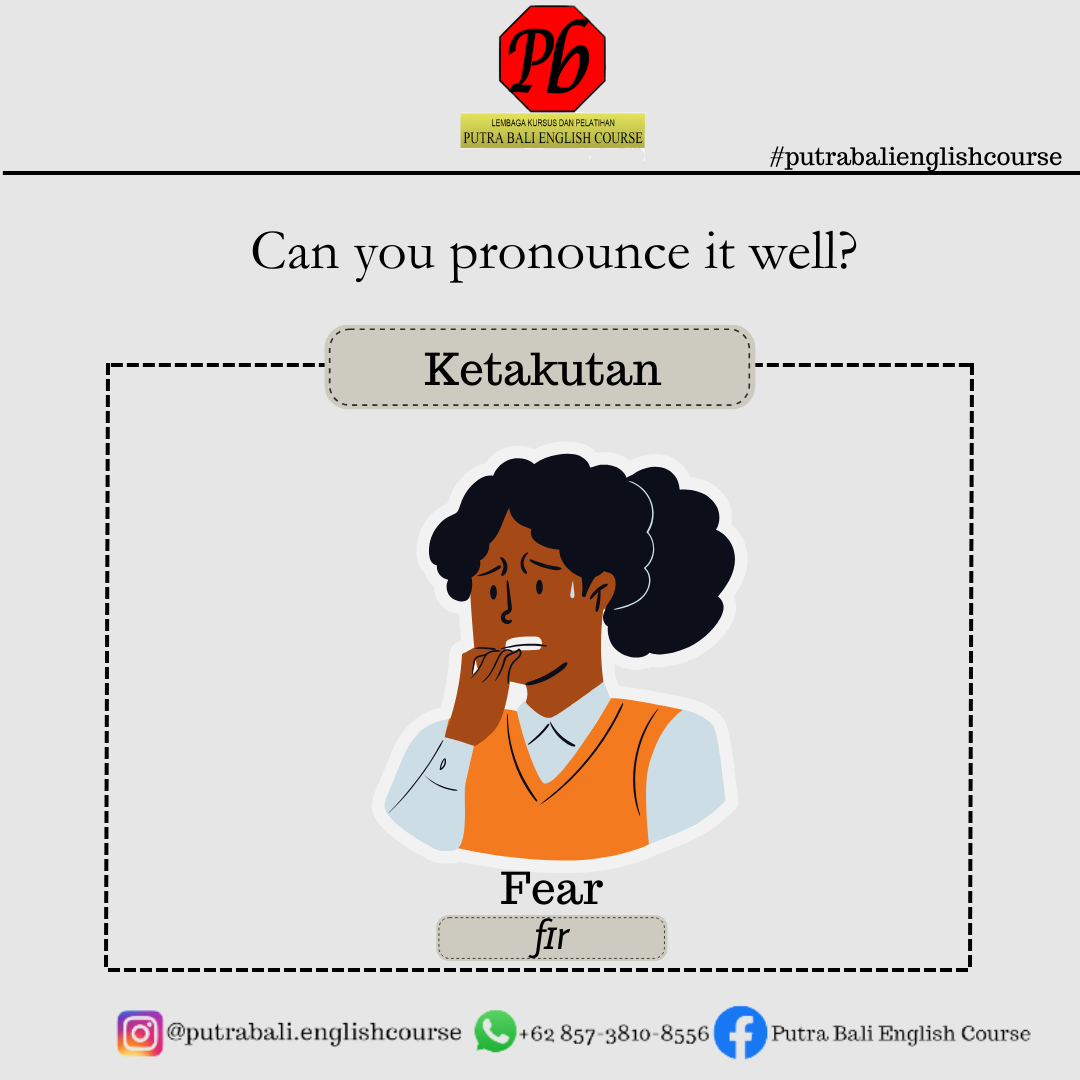 Pb
LEMBAGA KURSUS DAN PELATIHAN
PUTRA BALI ENGLISH COURSE
#putrabalienglishcourse
Can you pronounce it well?
Ketakutan
Fear
fɪr
@putrabali.englishcourse +62 857-3810-8556 Putra Bali English Course